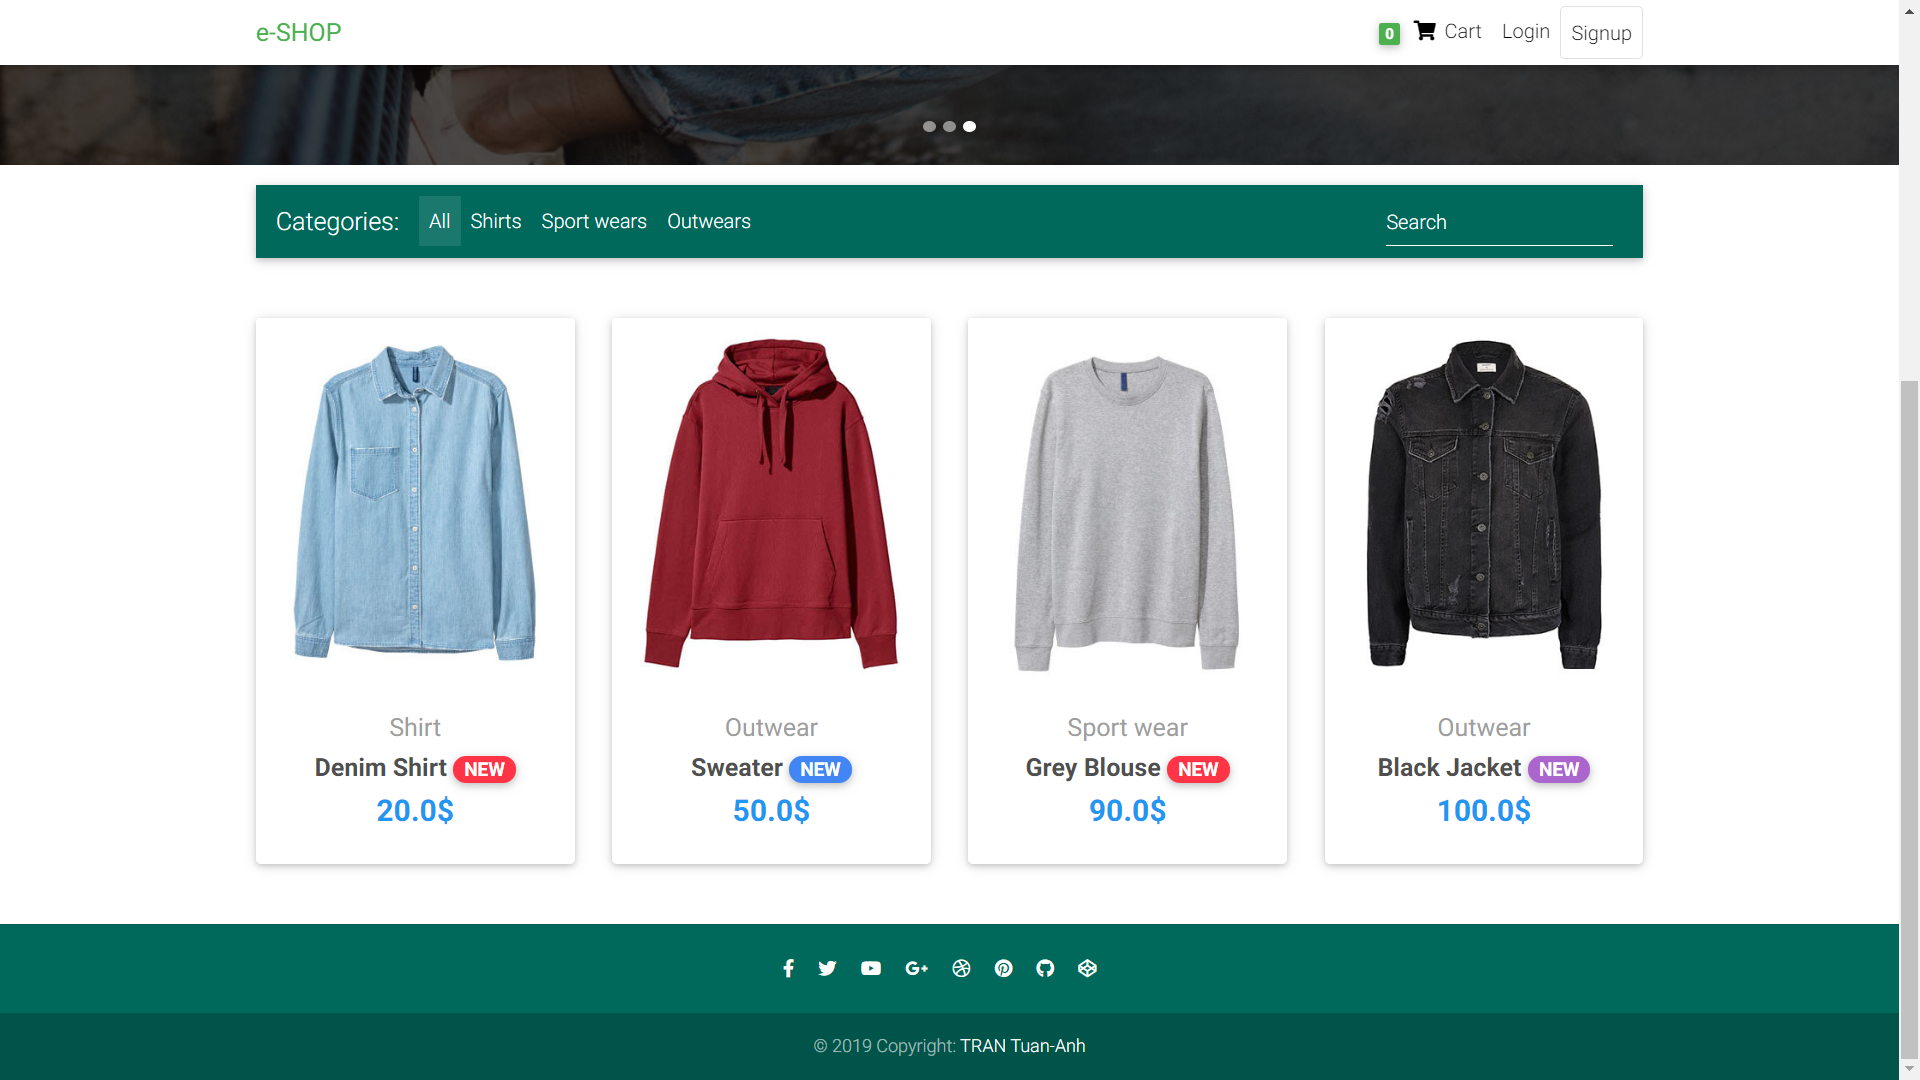 e-SHOP
0 Cart Login Signup
Categories: All Shirts Sport wears Outwears Search
Shirt
Denim Shirt NEW
20.0$
Outwear
Sweater NEW
50.0$
Sport wear
Grey Blouse NEW
90.0$
Outwear
Black Jacket NEW
100.0$
© 2019 Copyright: TRAN Tuan-Anh